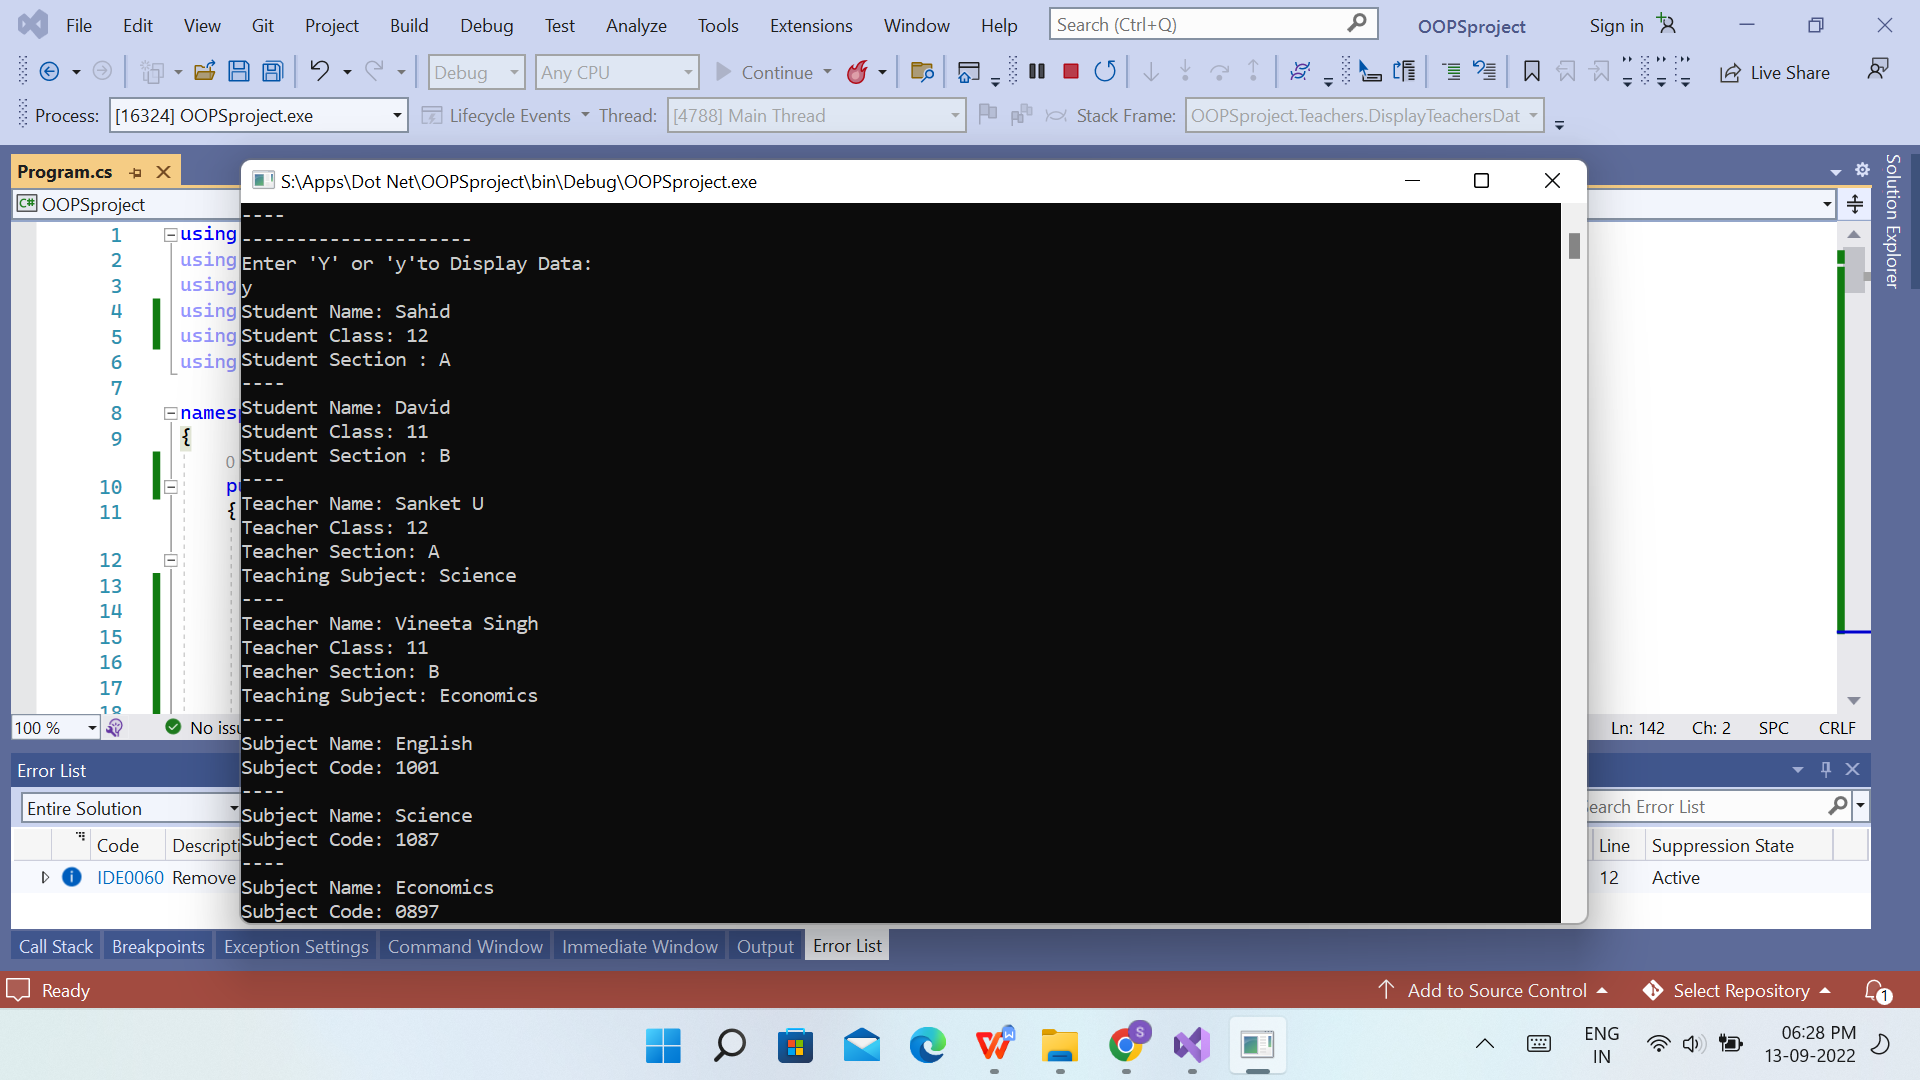 File Edit View Git Project Build Debug Test Analyze Tools Extensions Window Help Search (Ctrl+Q) OOPSproject Sign in
Debug Any CPU Continue Live Share
Process: [16324] OOPSproject.exe Lifecycle Events Thread: [4788] Main Thread Stack Frame: OOPSproject.Teachers.DisplayTeachersDat
Program.cs
OOPSproject
S:\Apps\Dot Net\OOPSproject\bin\Debug\OOPSproject.exe
Solution Explorer
1 using
2 using
3 using
4 using
5 using
6 using
7
8 namesp
9 {
0
10 pu
11 {
12
13
14
15
16
17
18
----
---------------------
Enter 'Y' or 'y'to Display Data:
y
Student Name: Sahid
Student Class: 12
Student Section : A
----
Student Name: David
Student Class: 11
Student Section : B
----
Teacher Name: Sanket U
Teacher Class: 12
Teacher Section: A
Teaching Subject: Science
----
Teacher Name: Vineeta Singh
Teacher Class: 11
Teacher Section: B
Teaching Subject: Economics
----
Subject Name: English
Subject Code: 1001
----
Subject Name: Science
Subject Code: 1087
----
Subject Name: Economics
Subject Code: 0897
100 % No issu Ln: 142 Ch: 2 SPC CRLF
Error List
Entire Solution earch Error List
Code Descripti Line Suppression State
IDE0060 Remove 12 Active
Call Stack Breakpoints Exception Settings Command Window Immediate Window Output Error List
Ready Add to Source Control Select Repository 1
S
W
ENG
IN
06:28 PM
13-09-2022